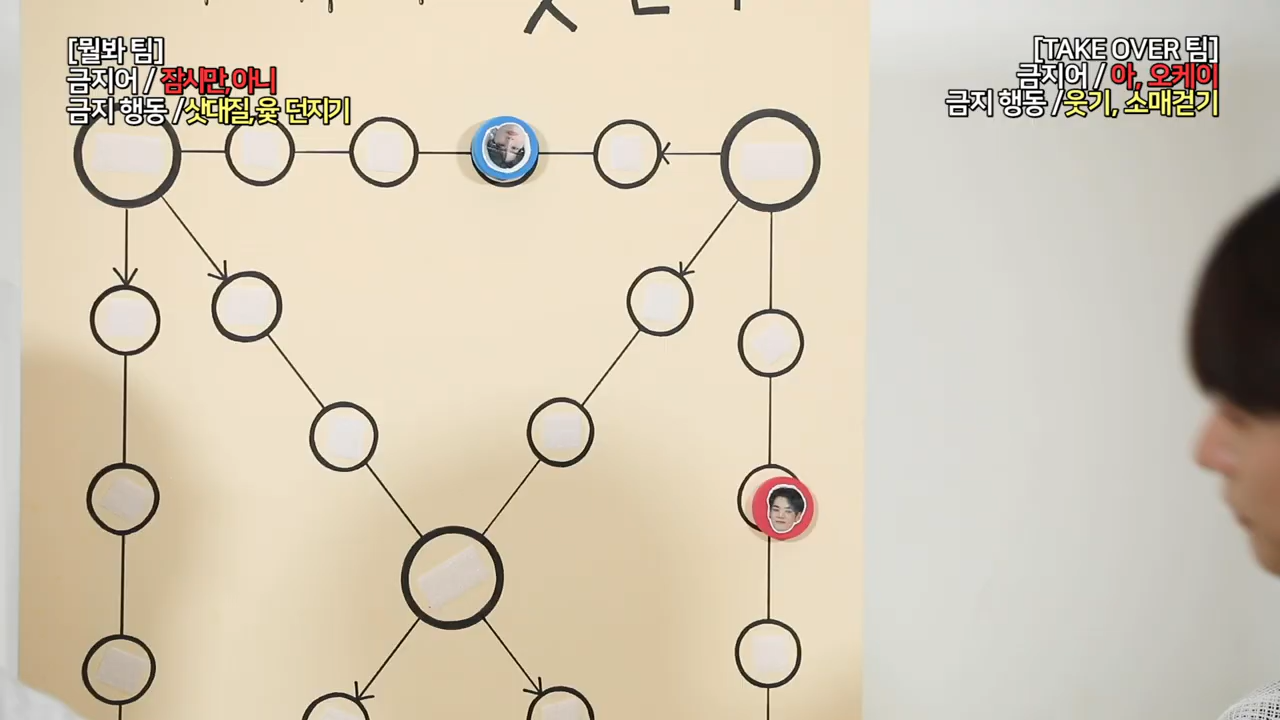 [뭘봐 팀]
금지어 / 잠시만,아니
금지 행동 /삿대질,윷 던지기
[TAKE OVER 팀]
금지어 / 아, 오케이
금지 행동 /웃기, 소매걷기